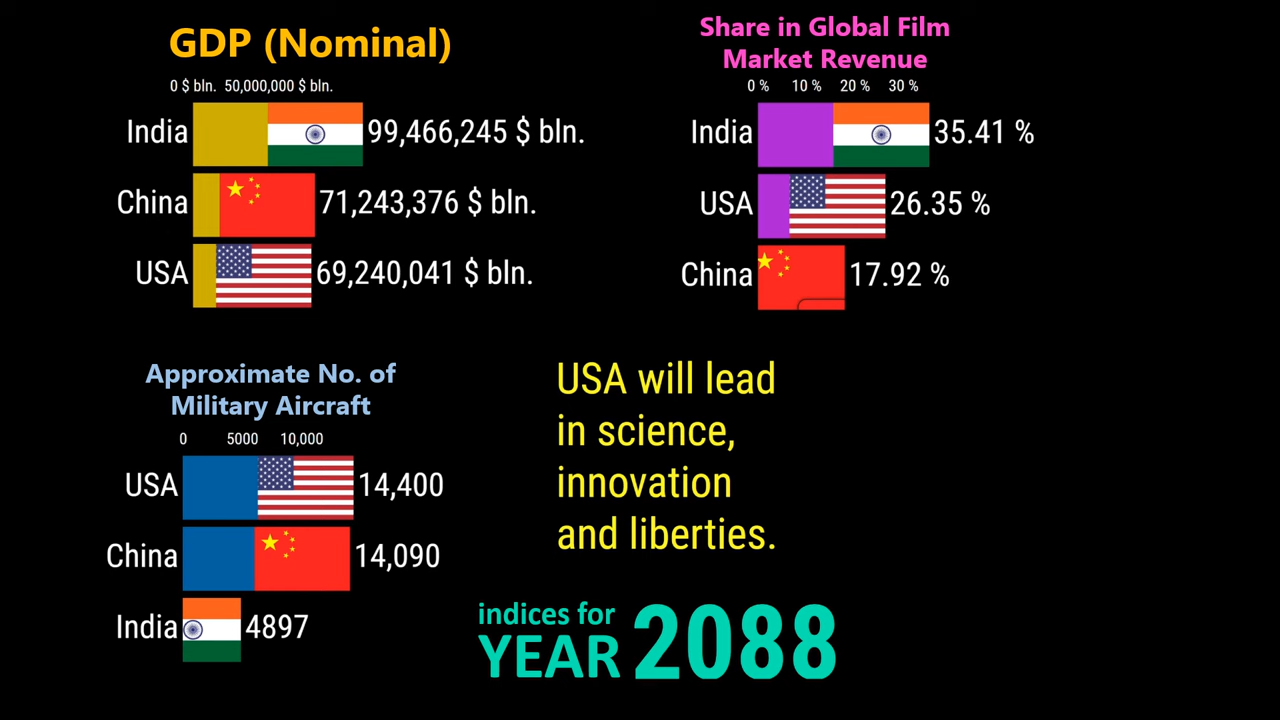 GDP (Nominal)
0 $ bln. 50,000,000 $ bln.
India 99,466,245 $ bln.
China 71,243,376 $ bln.
USA 69,240,041 $ bln.
Share in Global Film
Market Revenue
0 % 10 % 20 % 30 %
India 35.41 %
USA 26.35 %
China 17.92 %
Approximate No. of
Military Aircraft
0 5000 10,000
USA 14,400
China 14,090
India 4897
USA will lead
in science,
innovation
and liberties.
indices for
YEAR 2088